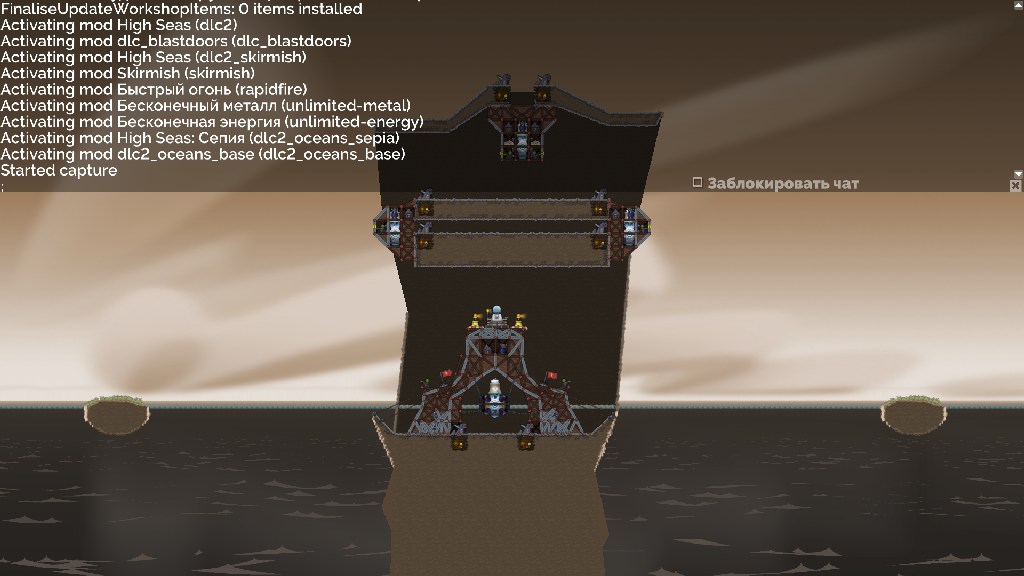 FinaliseUpdateWorkshopItems: 0 items installed
Activating mod High Seas (dlc2)
Activating mod dlc_blastdoors (dlc_blastdoors)
Activating mod High Seas (dlc2_skirmish)
Activating mod Skirmish (skirmish)
Activating mod Быстрый огонь (rapidfire)
Activating mod Бесконечный металл (unlimited-metal)
Activating mod Бесконечная энергия (unlimited-energy)
Activating mod High Seas: Сепия (dlc2_oceans_sepia)
Activating mod dlc2_oceans_base (dlc2_oceans_base)
Started capture
;
Заблокировать чат